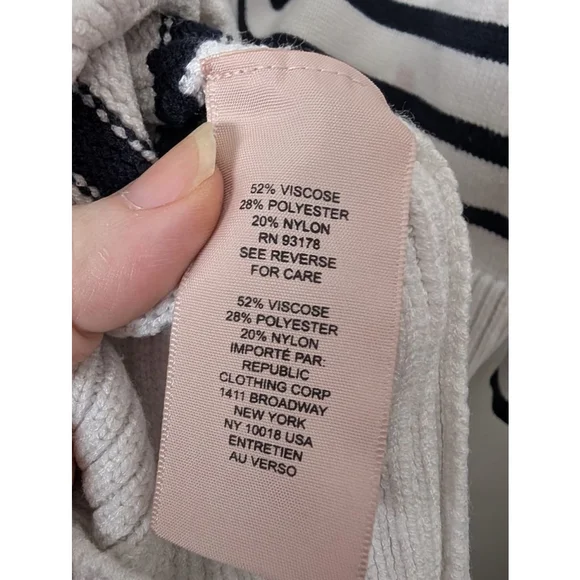 52% VISCOSE
28% POLYESTER
20% NYLON
RN 93178
SEE REVERSE
FOR CARE
52% VISCOSE
28% POLYESTER
20% NYLON
IMPORTÉ PAR:
REPUBLIC
CLOTHING CORP
1411 BROADWAY
NEW YORK
NY 10018 USA
ENTRETIEN
AU VERSO